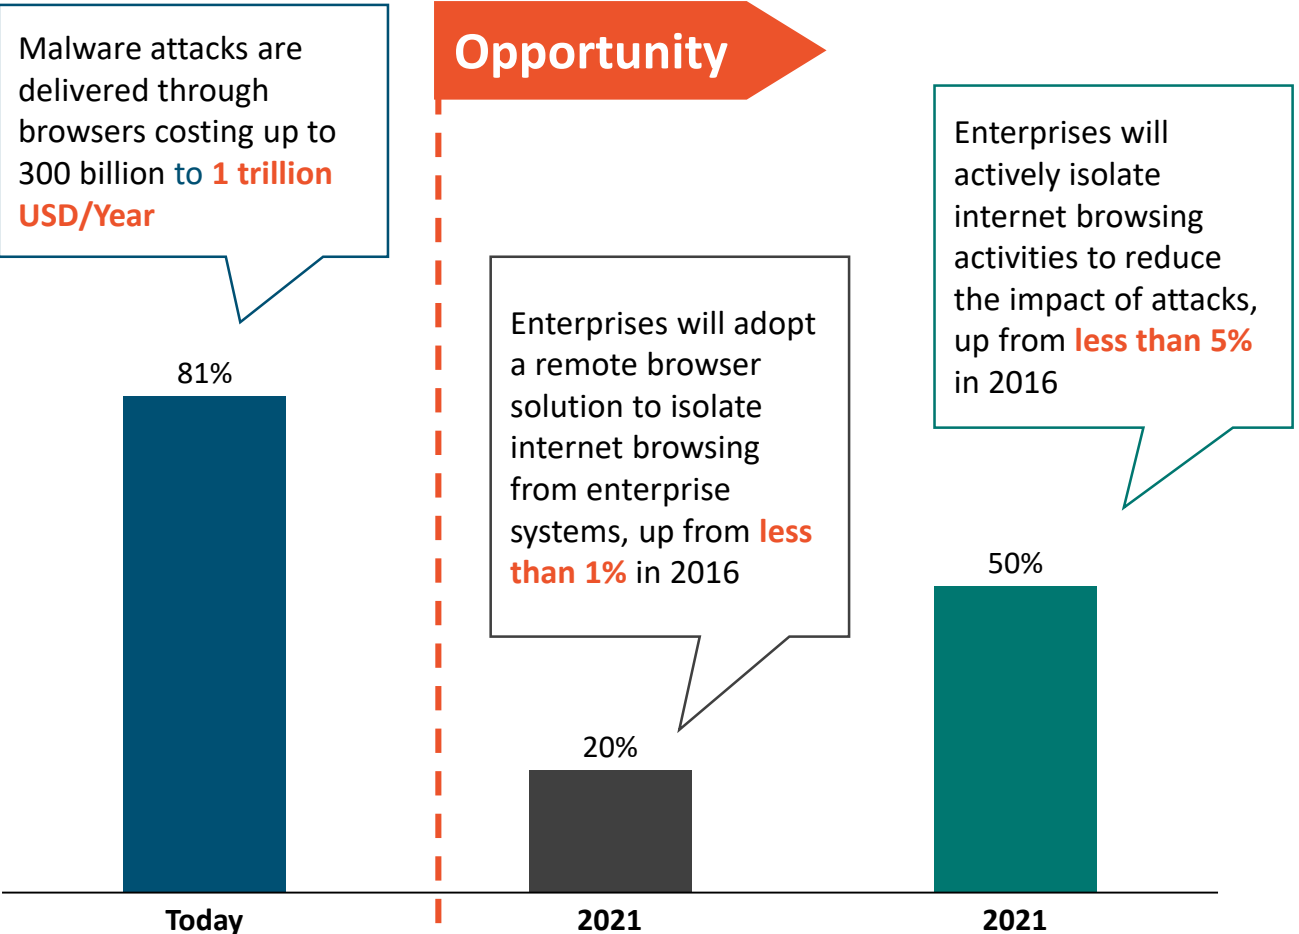 Malware attacks are
delivered through
browsers costing up to
300 billion to 1 trillion
USD/Year
81%
Today
Opportunity
Enterprises will adopt
a remote browser
solution to isolate
internet browsing
from enterprise
systems, up from less
than 1% in 2016
20%
2021
Enterprises will
actively isolate
internet browsing
activities to reduce
the impact of attacks,
up from less than 5%
in 2016
50%
2021